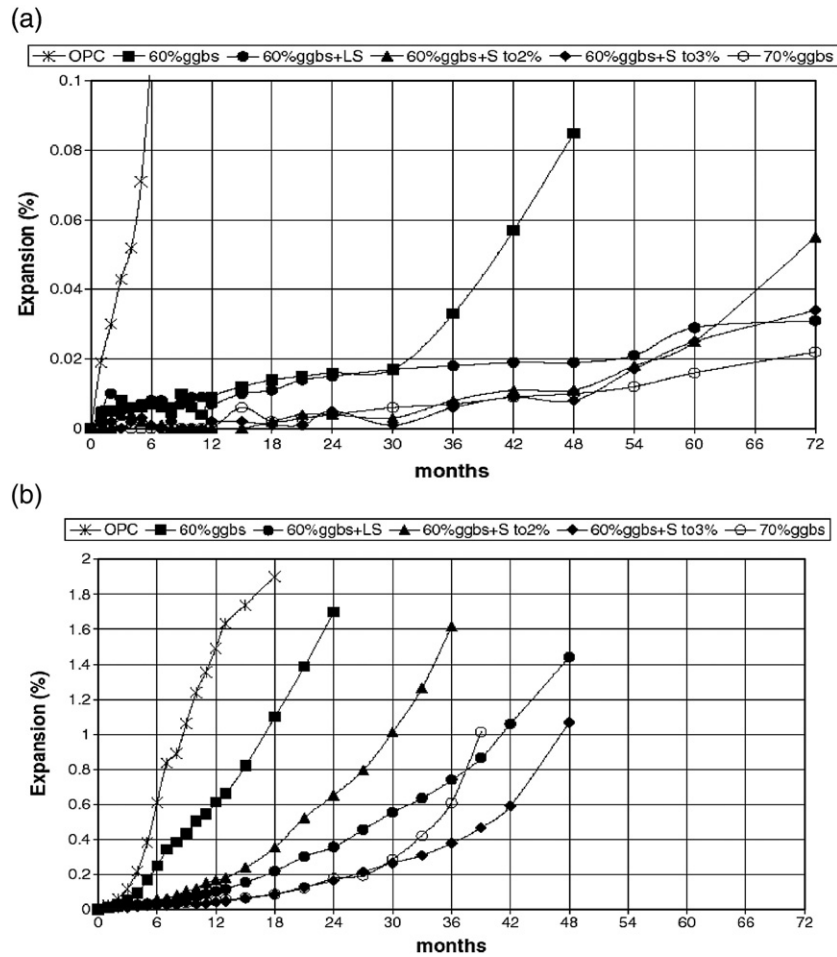 (a)
OPC 60%ggbs 60%ggbs+LS 60%ggbs+S to2% 60%ggbs+S to3% 70%ggbs
0.1
0.08
0.06
0.04
0.02
0
Expansion (%)
0 6 12 18 24 30 36 42 48 54 60 66 72
months
(b)
OPC 60%ggbs 60%ggbs+LS 60%ggbs+S to2% 60%ggbs+S to3% 70%ggbs
2
1.8
1.6
1.4
1.2
1
0.8
0.6
0.4
0.2
0
Expansion (%)
0 6 12 18 24 30 36 42 48 54 60 66 72
months